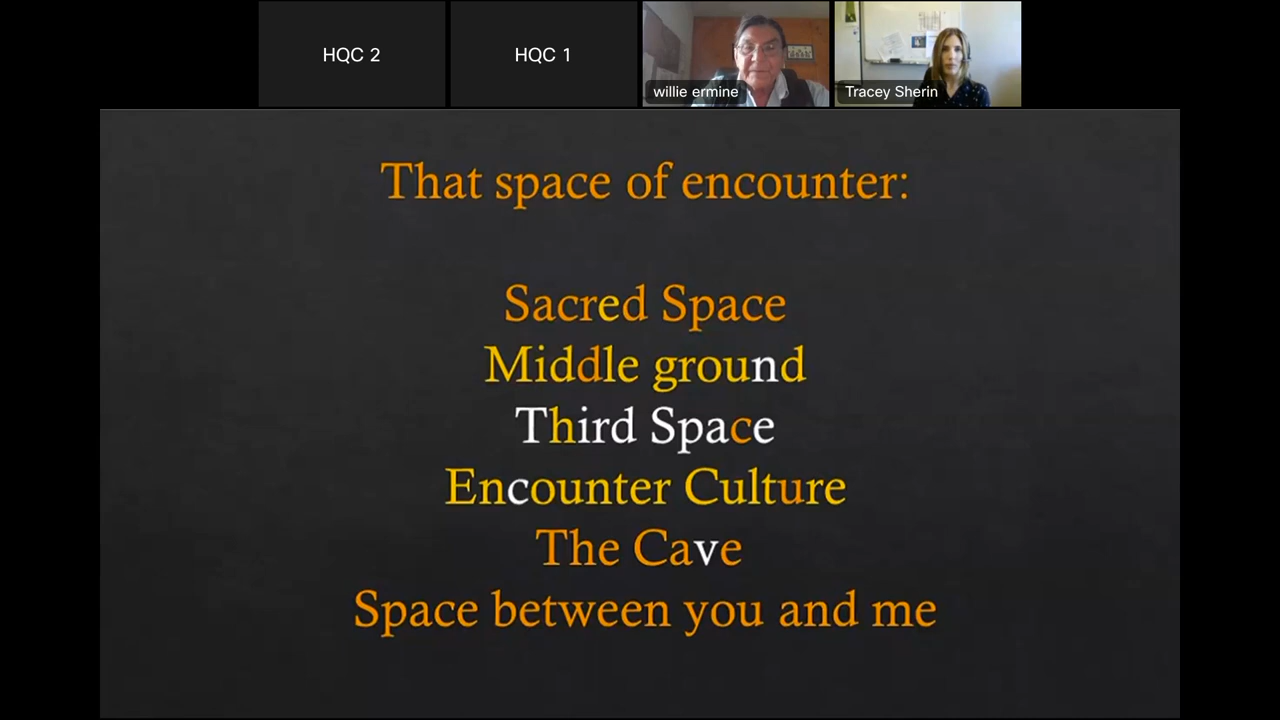 HQC 2
HQC 1
willie ermine
Tracey Sherin
That space of encounter:
Sacred Space
Middle ground
Third Space
Encounter Culture
The Cave
Space between you and me